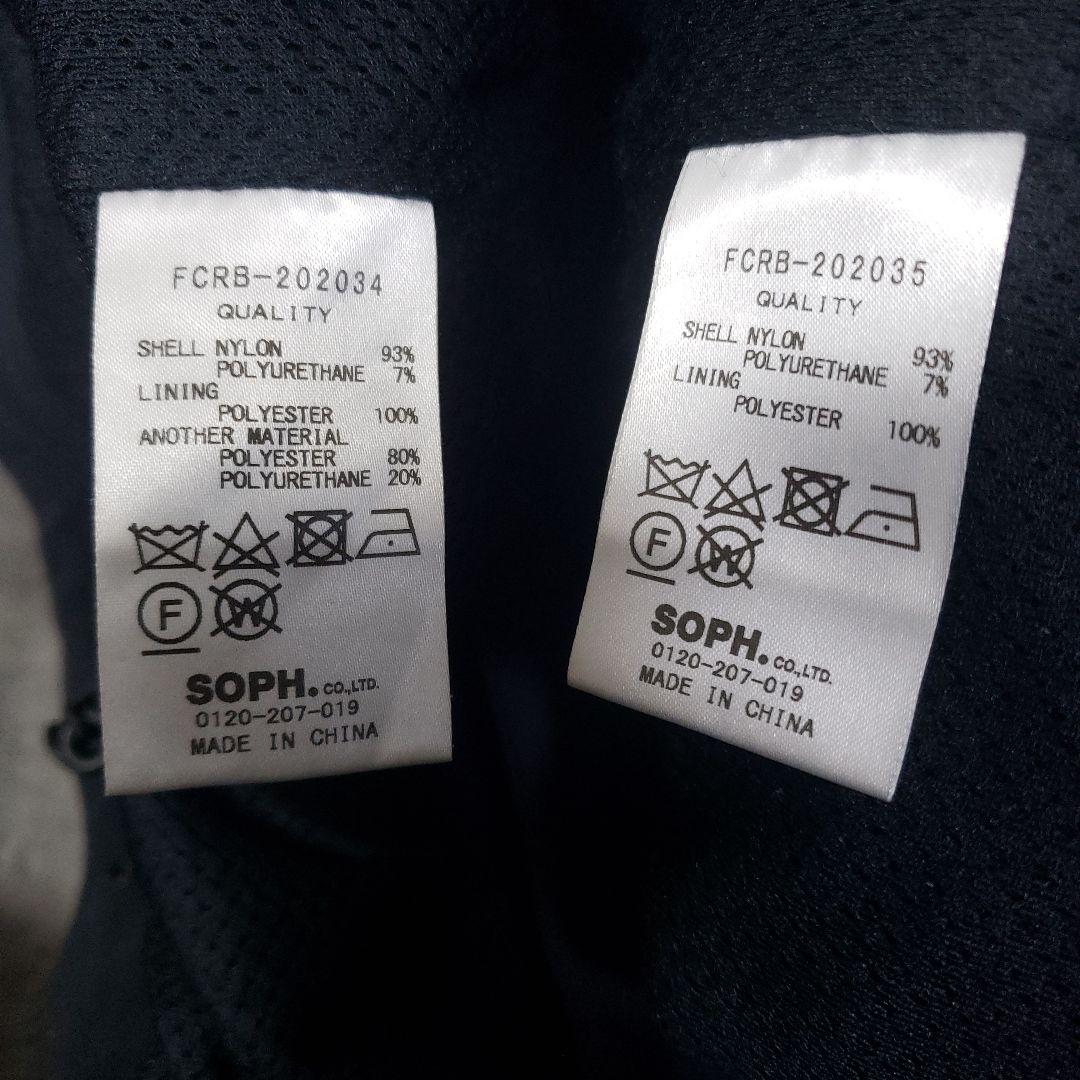 FCRB-202034
QUALITY
SHELL NYLON 93%
POLYURETHANE 7%
LINING
POLYESTER 100%
ANOTHER MATERIAL
POLYESTER 80%
POLYURETHANE 20%
F W
SOPH. CO.,LTD.
0120-207-019
MADE IN CHINA
FCRB-202035
QUALITY
SHELL NYLON 93%
POLYURETHANE 7%
LINING
POLYESTER 100%
F W
SOPH. CO.,LTD.
0120-207-019
MADE IN CHINA